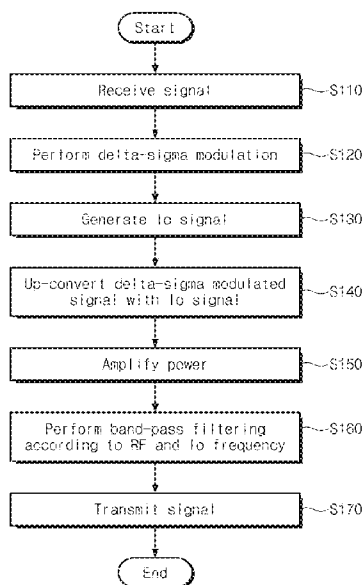 Start
Receive signal
S110
Perform delta-sigma modulation
S120
Generate lo signal
S130
Up-convert delta-sigma modulated
signal with lo signal
S140
Amplify power
S150
Perform band-pass filtering
according to RF and lo frequency
S160
Transmit signal
S170
End